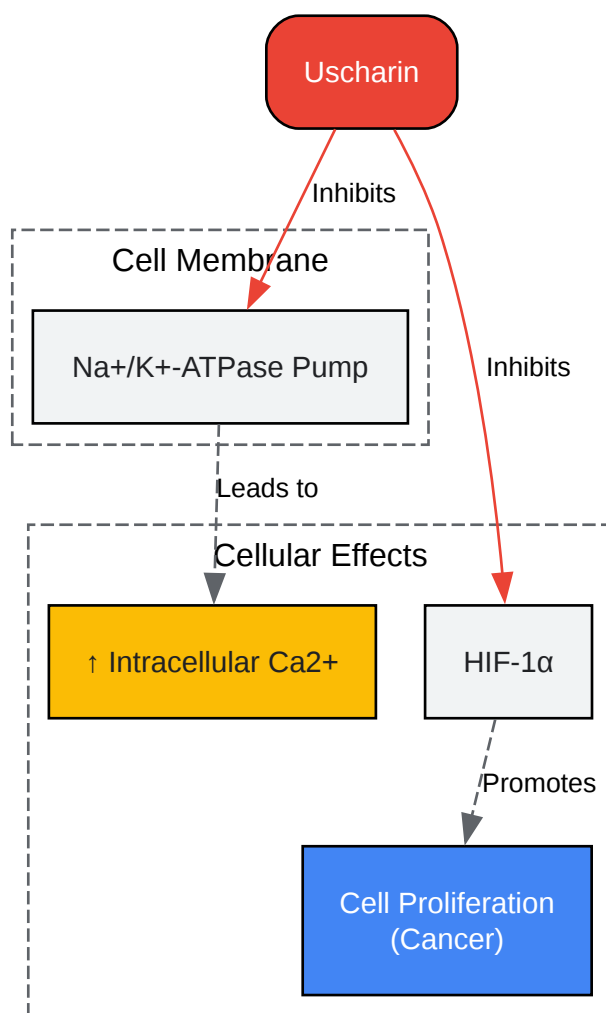 Uscharin
Inhibits
Cell Membrane
Na+/K+-ATPase Pump
Inhibits
Leads to
Cellular Effects
↑ Intracellular Ca2+
HIF-1α
Promotes
Cell Proliferation
(Cancer)